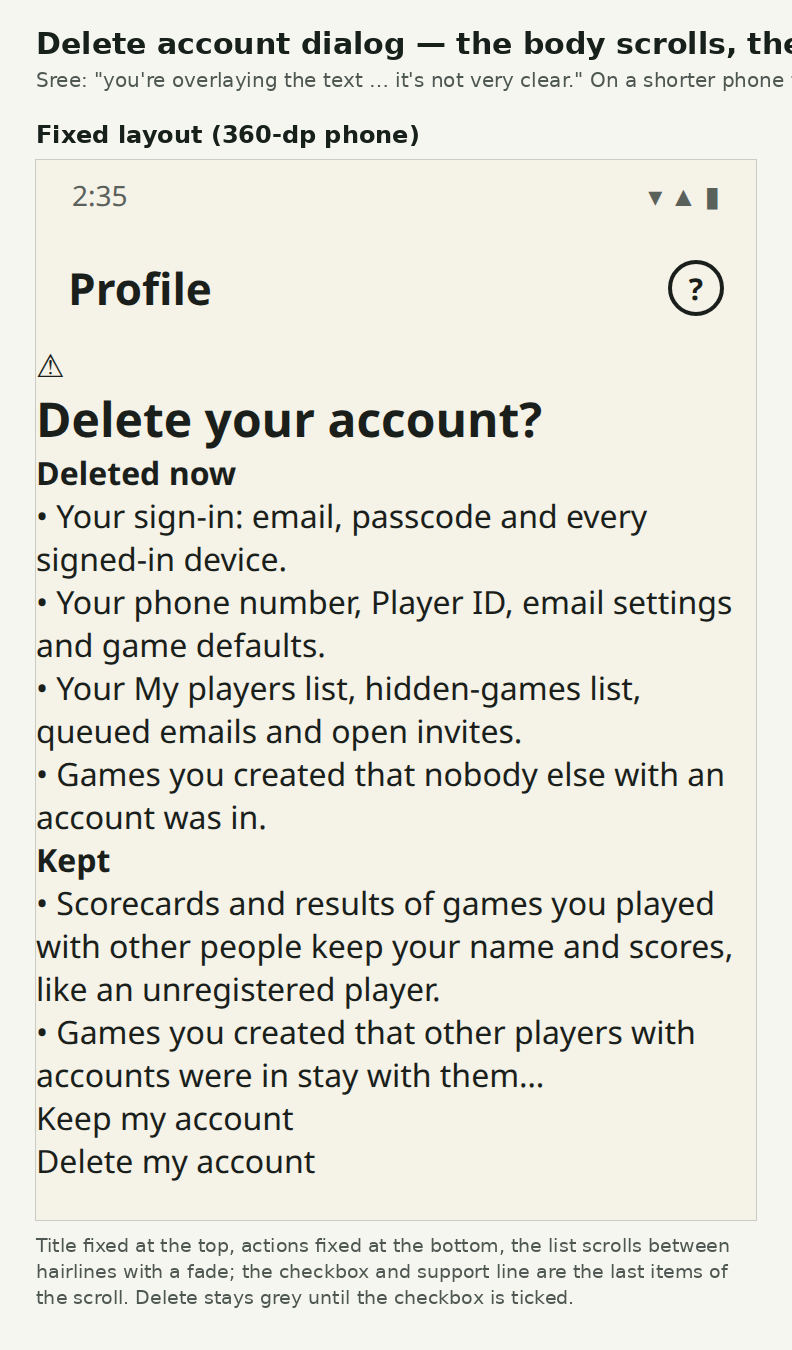 Delete account dialog — the body scrolls, the
Sree: "you're overlaying the text ... it's not very clear." On a shorter phone
Fixed layout (360-dp phone)
2:35
Profile
?
Delete your account?
Deleted now
• Your sign-in: email, passcode and every
signed-in device.
• Your phone number, Player ID, email settings
and game defaults.
• Your My players list, hidden-games list,
queued emails and open invites.
• Games you created that nobody else with an
account was in.
Kept
• Scorecards and results of games you played
with other people keep your name and scores,
like an unregistered player.
• Games you created that other players with
accounts were in stay with them...
Keep my account
Delete my account
Title fixed at the top, actions fixed at the bottom, the list scrolls between
hairlines with a fade; the checkbox and support line are the last items of
the scroll. Delete stays grey until the checkbox is ticked.